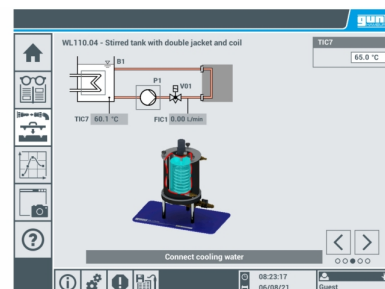 gun
WL110.04 - Stirred tank with double jacket and coil
TIC7
65.0 °C
B1
P1
V01
TIC7 60.1 °C
FIC1 0.00 L/min
Connect cooling water
08:23:17
06/08/21
Guest